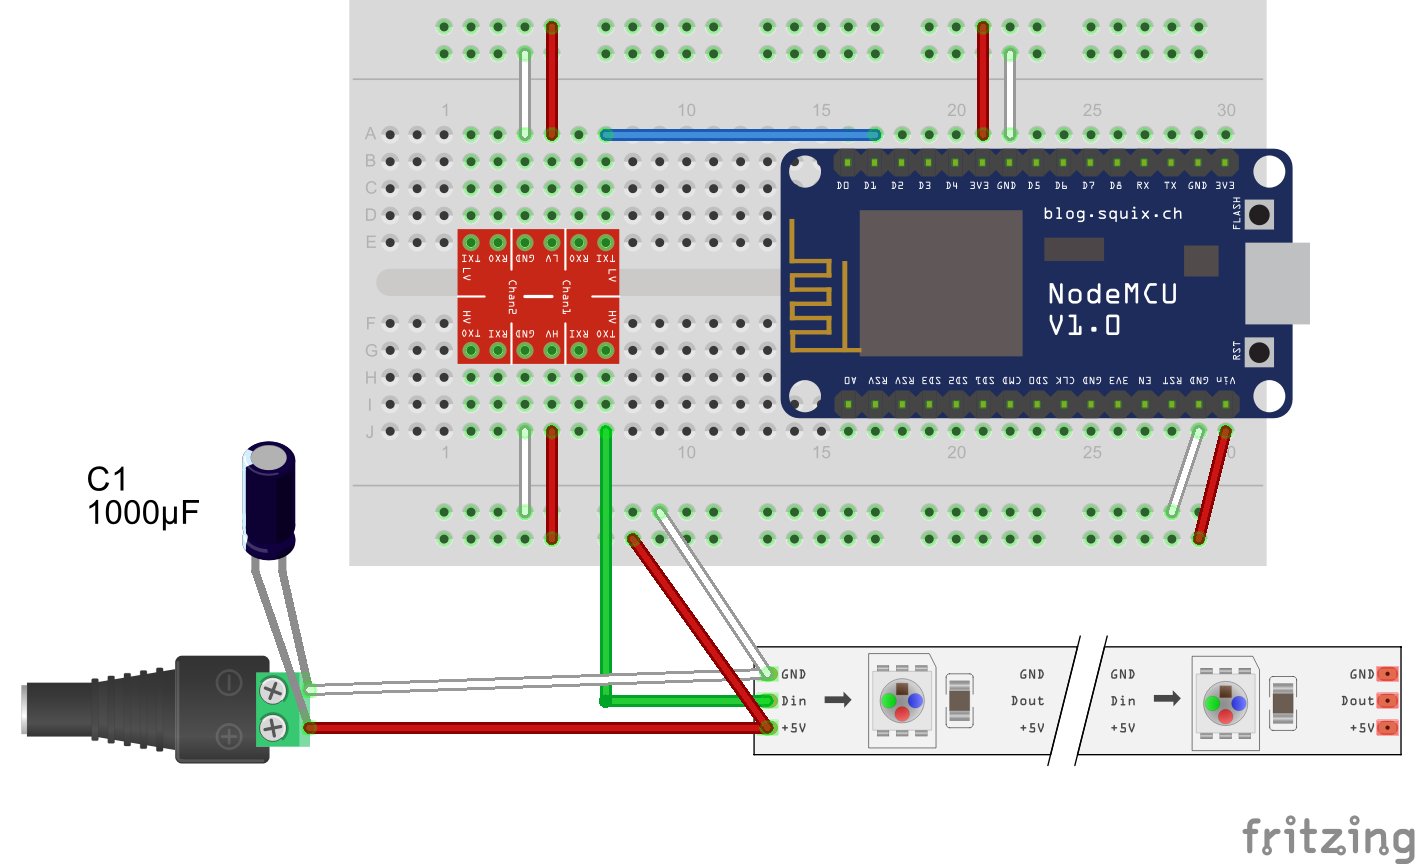 1 10 15 20 25 30
A
B
C
D
E
F
G
H
I
J
1 10 15 20 25 0
D0 D1 D2 D3 D4 3V3 GND D5 D6 D7 D8 RX TX GND 3V3
FLASH
blog.squix.ch
NodeMCU
V1.0
RST
A0 RSV RSV SD3 SD2 SD1 CMD SD0 CLK GND 3V3 EN RST GND Vin
TXI RXO GND LV RXO TXI
LV LV
Chan2 Chan1
HV HV
TXO RXI GND HV RXI TXO
C1
1000µF
− +
GND GND GND GND
Din Dout Din Dout
+5V +5V +5V +5V
fritzing